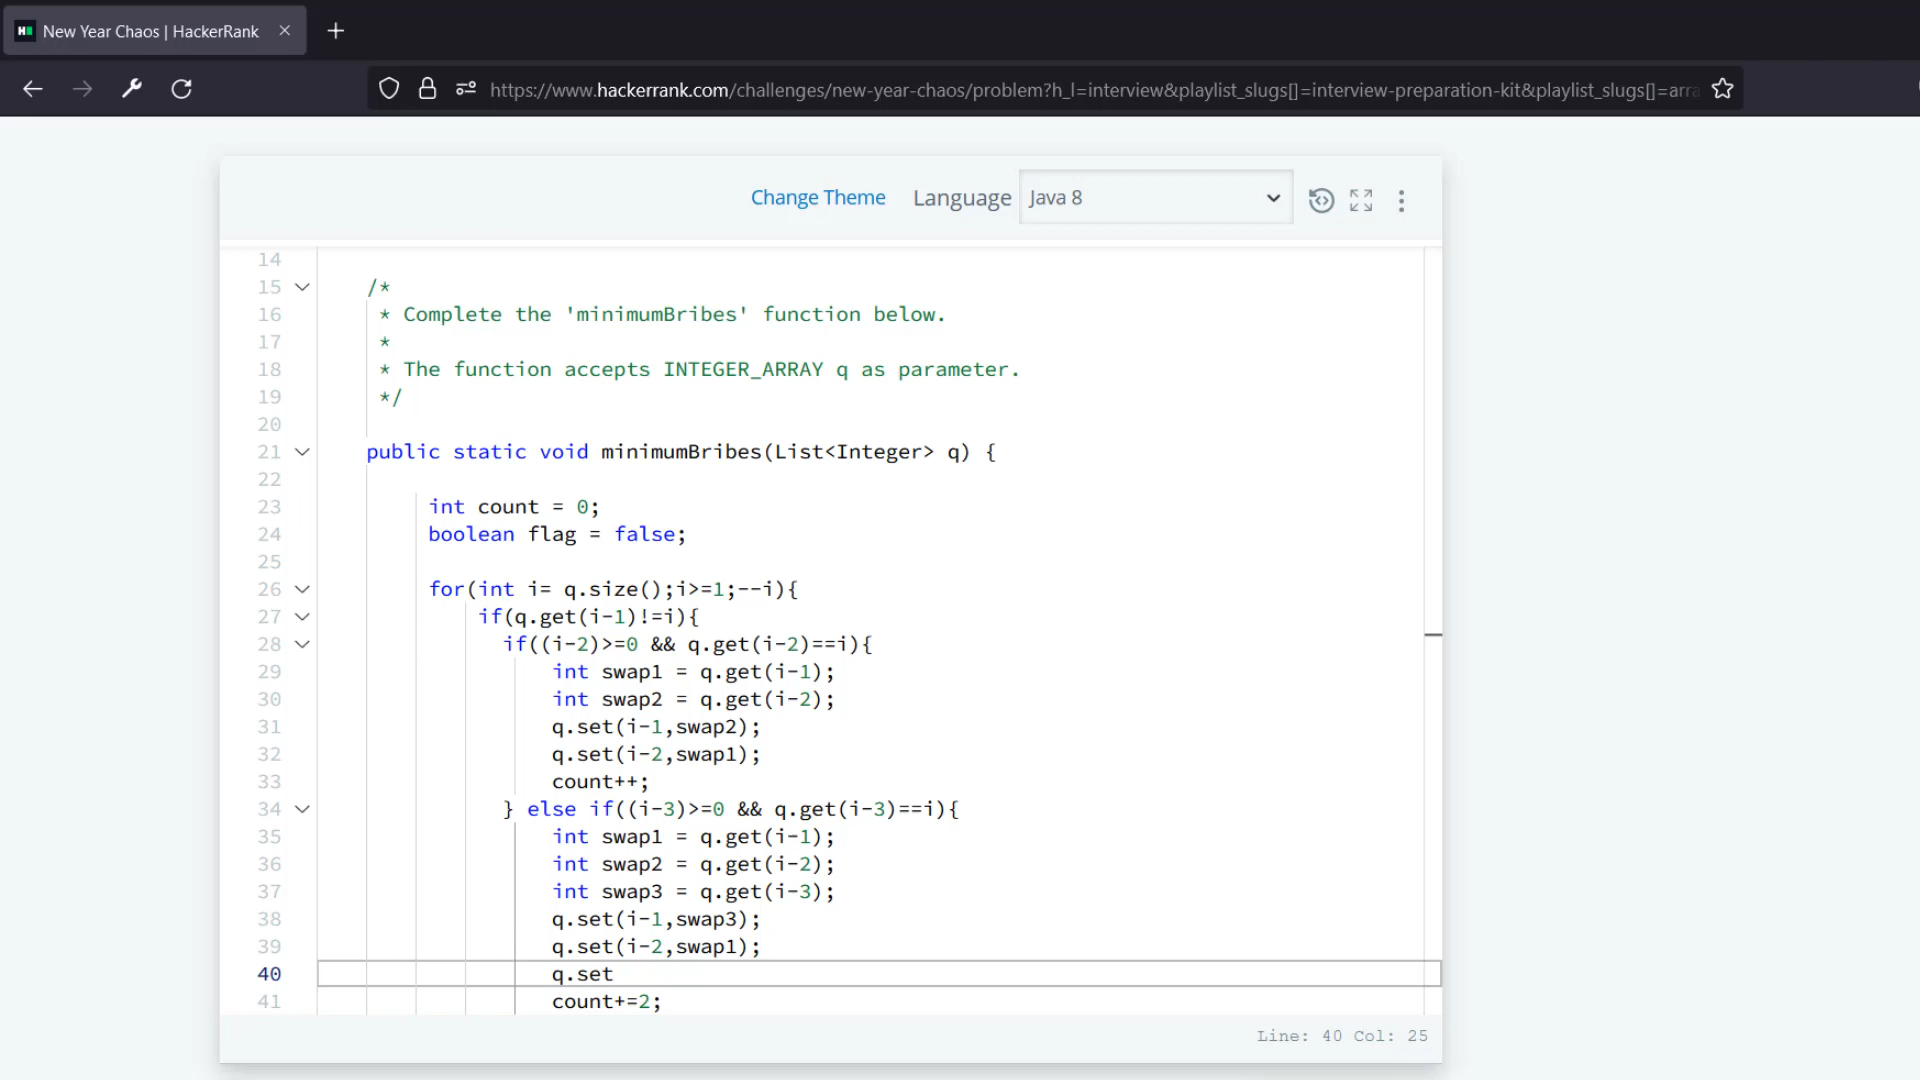 New Year Chaos | HackerRank
https://www.hackerrank.com/challenges/new-year-chaos/problem?h_l=interview&playlist_slugs[]=interview-preparation-kit&playlist_slugs[]=arra
Change Theme Language Java 8
14
15 /*
16 * Complete the 'minimumBribes' function below.
17 *
18 * The function accepts INTEGER_ARRAY q as parameter.
19 */
20
21 public static void minimumBribes(List<Integer> q) {
22
23 int count = 0;
24 boolean flag = false;
25
26 for(int i= q.size();i>=1;--i){
27 if(q.get(i-1)!=i){
28 if((i-2)>=0 && q.get(i-2)==i){
29 int swap1 = q.get(i-1);
30 int swap2 = q.get(i-2);
31 q.set(i-1,swap2);
32 q.set(i-2,swap1);
33 count++;
34 } else if((i-3)>=0 && q.get(i-3)==i){
35 int swap1 = q.get(i-1);
36 int swap2 = q.get(i-2);
37 int swap3 = q.get(i-3);
38 q.set(i-1,swap3);
39 q.set(i-2,swap1);
40 q.set
41 count+=2;
Line: 40 Col: 25